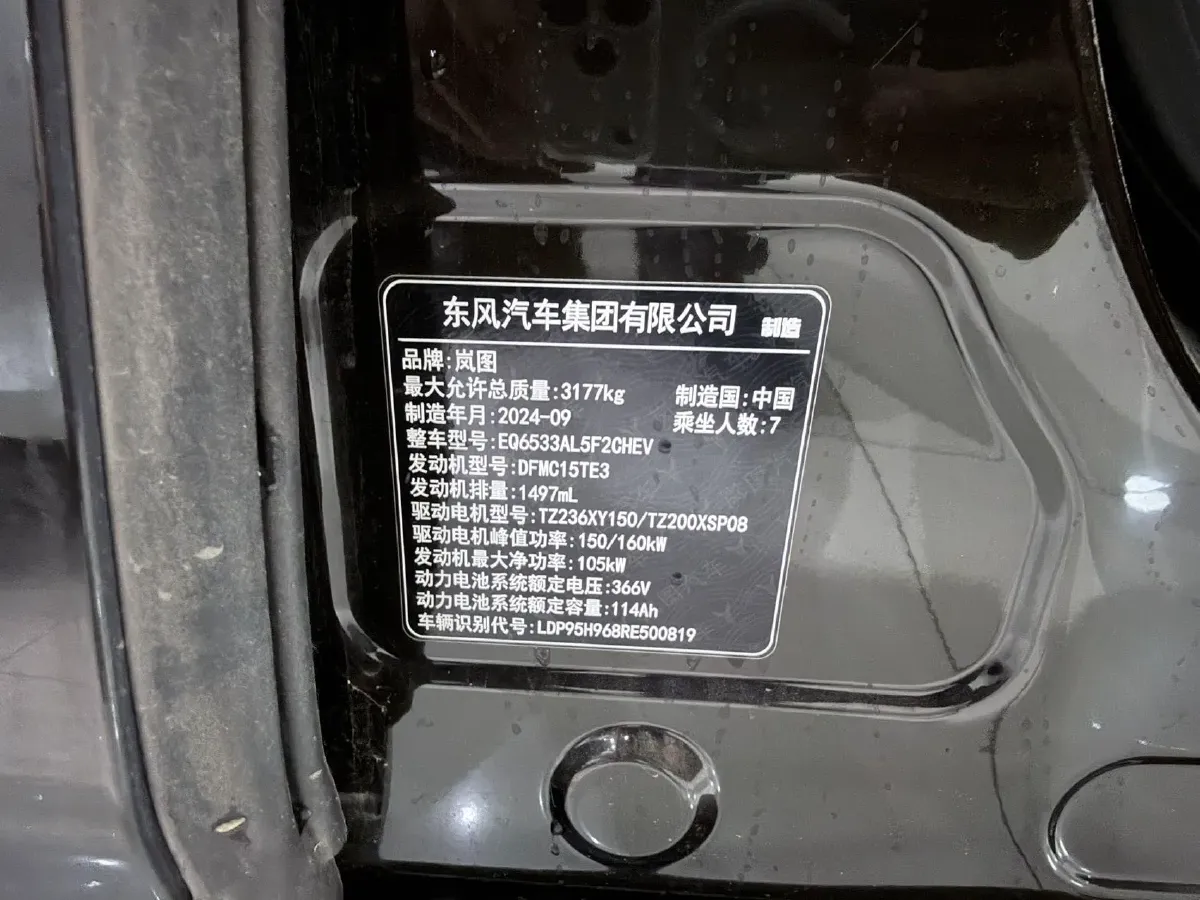 东风汽车集团有限公司 制造
品牌:岚图
最大允许总质量:3177kg 制造国:中国
制造年月:2024-09 乘坐人数:7
整车型号:EQ6533AL5F2CHEV
发动机型号:DFMC15TE3
发动机排量:1497mL
驱动电机型号:TZ236XY150/TZ200XSP08
驱动电机峰值功率:150/160kW
发动机最大净功率:105kW
动力电池系统额定电压:366V
动力电池系统额定容量:114Ah
车辆识别代号:LDP95H968RE500819